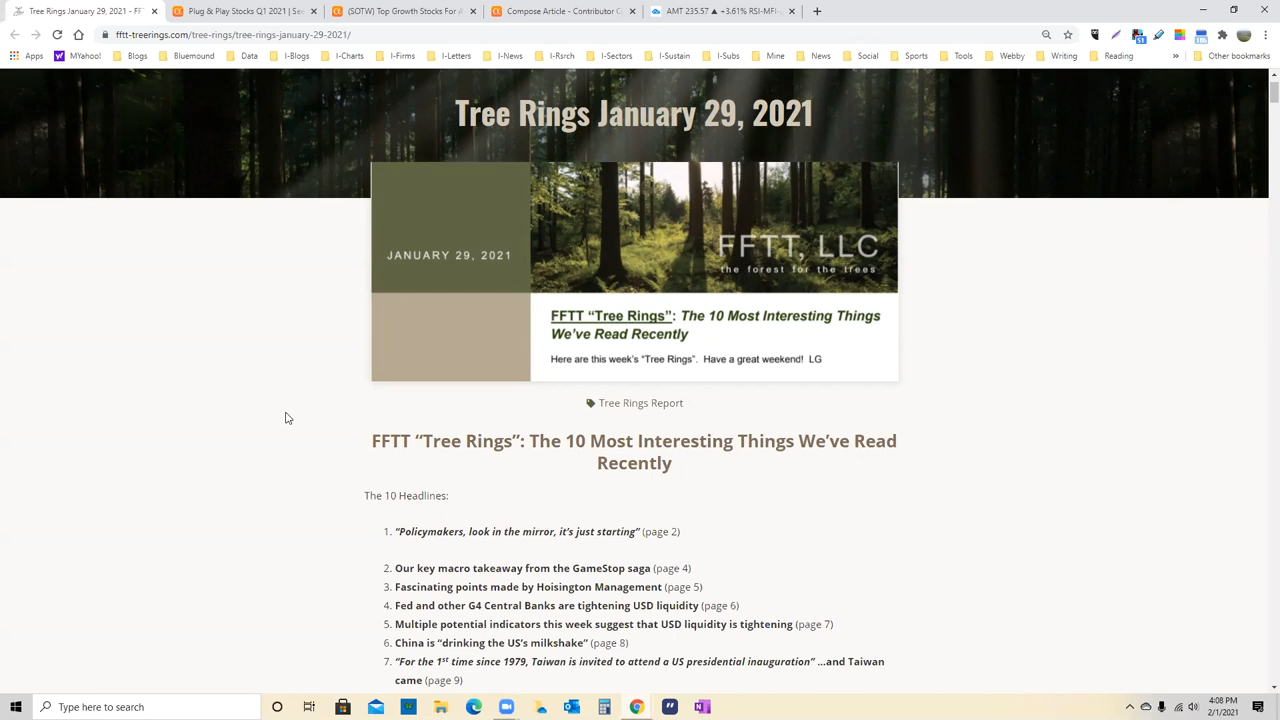 Tree Rings January 29, 2021 - FFT
Plug & Play Stocks Q1 2021 | See
(SOTW) Top Growth Stocks For A
Compose Article - Contributor C
AMT 235.57 ▲ +3.61% RSI-MFI-
fftt-treerings.com/tree-rings/tree-rings-january-29-2021/
Apps
MYahoo!
Blogs
Bluemound
Data
I-Blogs
I-Charts
I-Firms
I-Letters
I-News
I-Rsrch
I-Sectors
I-Sustain
I-Subs
Mine
News
Social
Sports
Tools
Webby
Writing
Reading
»
Other bookmarks
Tree Rings January 29, 2021
JANUARY 29, 2021
FFTT, LLC
the forest for the trees
FFTT “Tree Rings”: The 10 Most Interesting Things
We’ve Read Recently
Here are this week’s “Tree Rings”. Have a great weekend! LG
Tree Rings Report
FFTT “Tree Rings”: The 10 Most Interesting Things We’ve Read
Recently
The 10 Headlines:
1. “Policymakers, look in the mirror, it’s just starting” (page 2)
2. Our key macro takeaway from the GameStop saga (page 4)
3. Fascinating points made by Hoisington Management (page 5)
4. Fed and other G4 Central Banks are tightening USD liquidity (page 6)
5. Multiple potential indicators this week suggest that USD liquidity is tightening (page 7)
6. China is “drinking the US’s milkshake” (page 8)
7. “For the 1st time since 1979, Taiwan is invited to attend a US presidential inauguration” …and Taiwan
came (page 9)
Type here to search
4:08 PM
2/1/2021